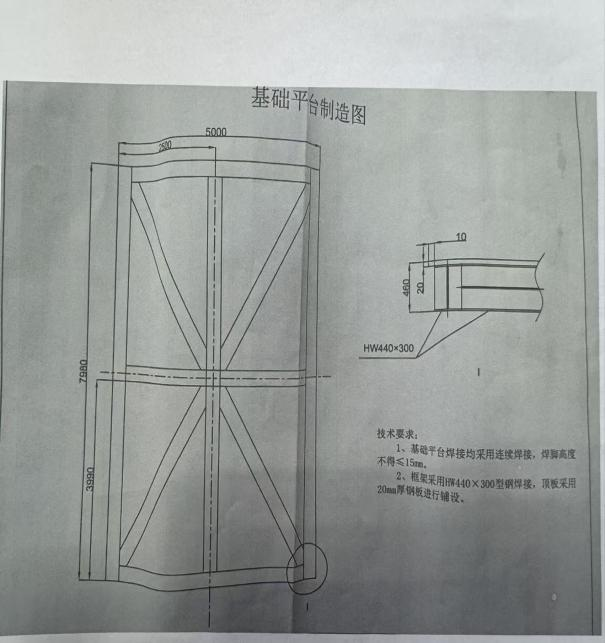 基础平台制造图
5000
2500
7980
3990
10
460
20
HW440×300
I
I
技术要求：
1、基础平台焊接均采用连续焊接，焊脚高度
不得≤15mm。
2、框架采用HW440×300型钢焊接，顶板采用
20mm厚钢板进行铺设。